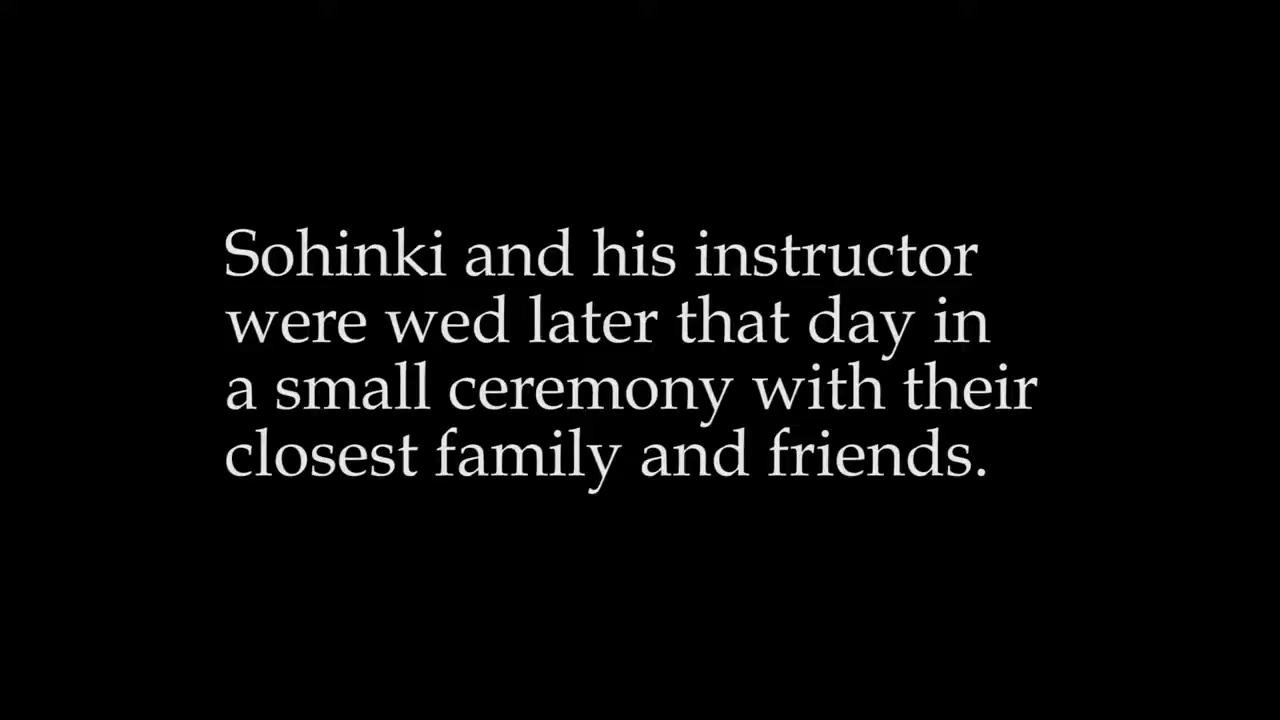 Sohinki and his instructor
were wed later that day in
a small ceremony with their
closest family and friends.